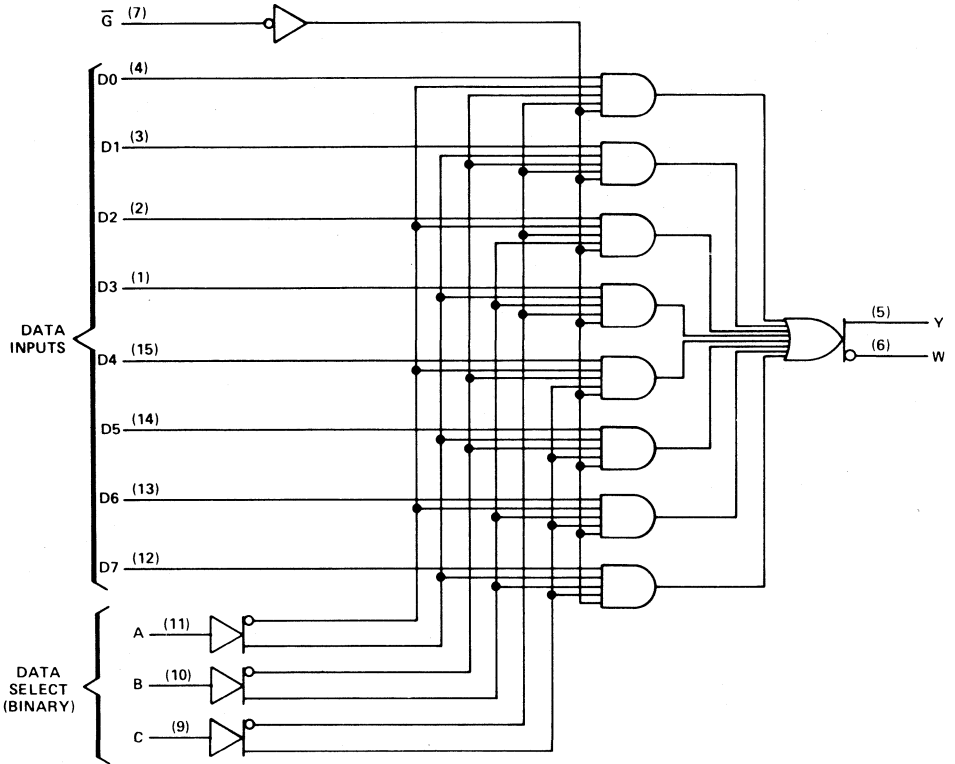 G̅ (7)
D0 (4)
D1 (3)
D2 (2)
D3 (1)
DATA
INPUTS
D4 (15)
D5 (14)
D6 (13)
D7 (12)
(5) Y
(6) W
DATA
SELECT
(BINARY)
A (11)
B (10)
C (9)